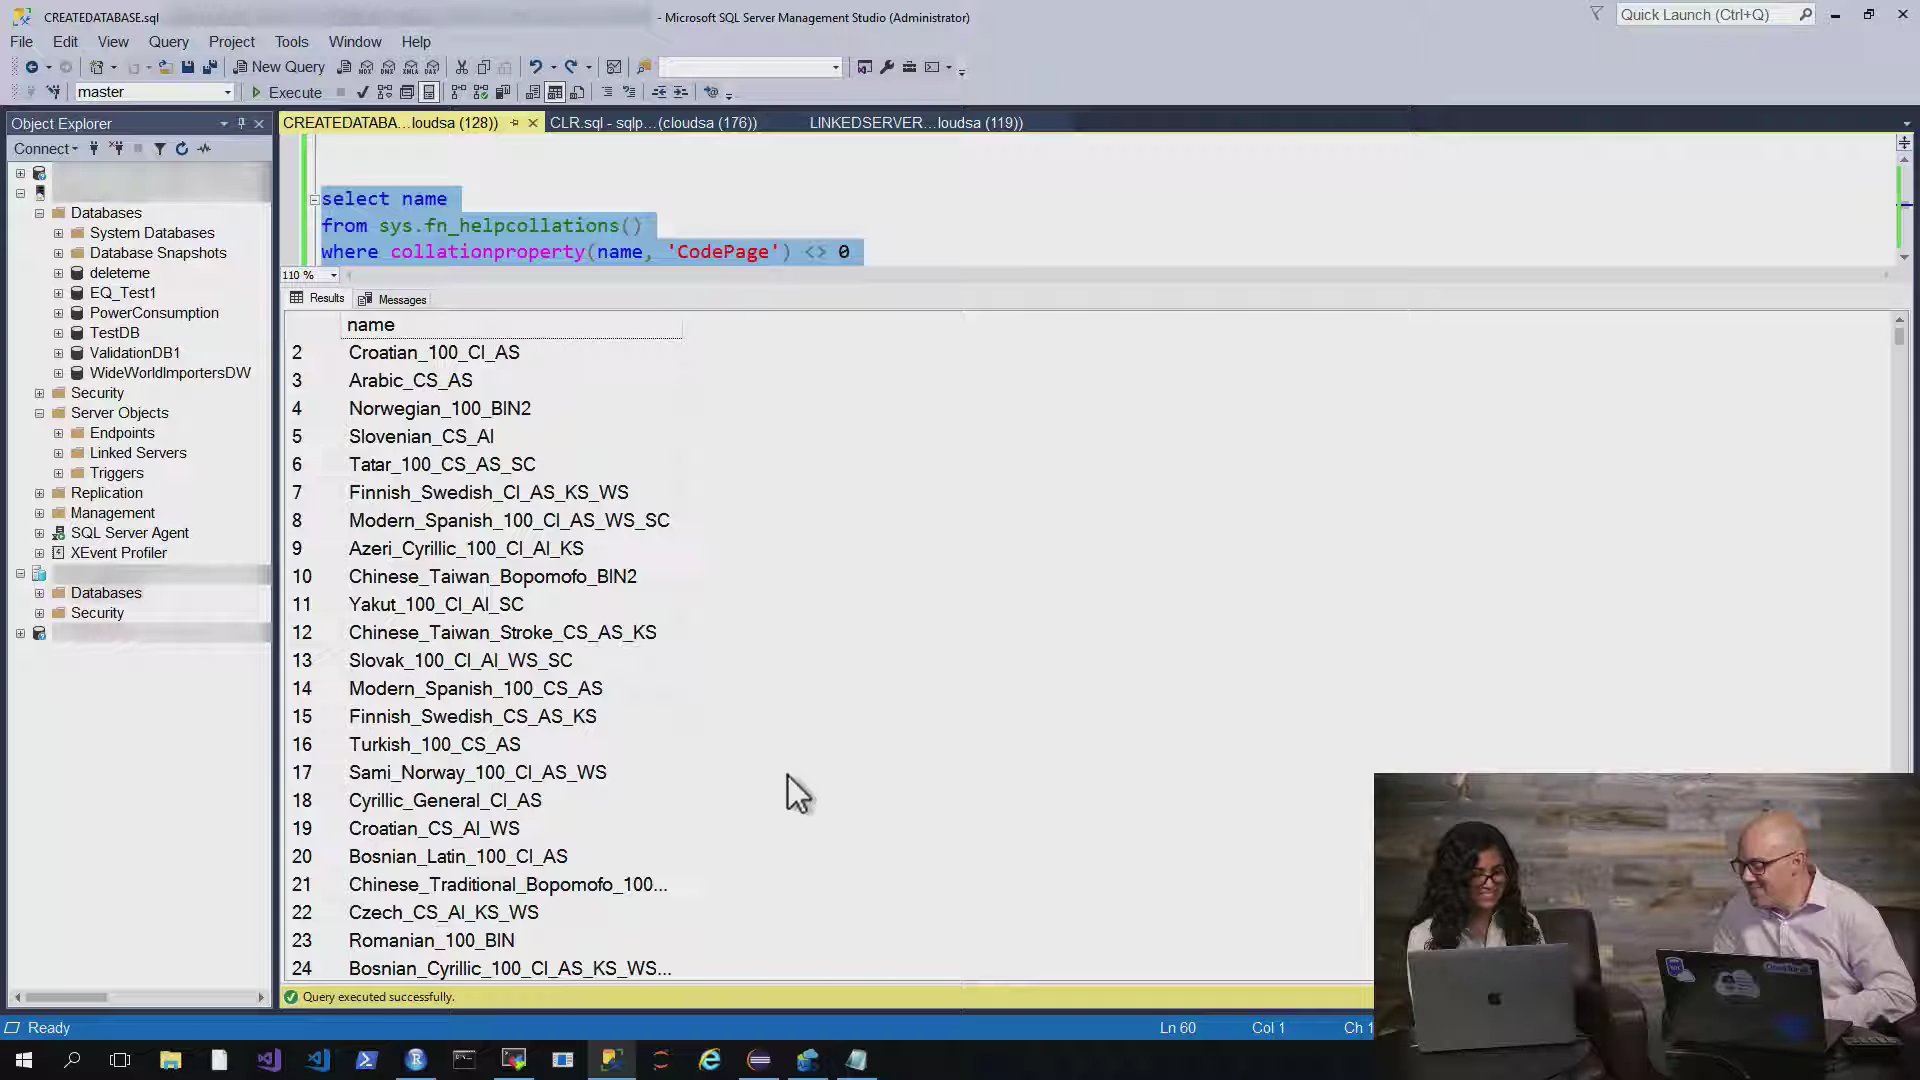 CREATEDATABASE.sql
- Microsoft SQL Server Management Studio (Administrator)
Quick Launch (Ctrl+Q)
File Edit View Query Project Tools Window Help
New Query
master
Execute
Object Explorer
Connect
Databases
System Databases
Database Snapshots
deleteme
EQ_Test1
PowerConsumption
TestDB
ValidationDB1
WideWorldImportersDW
Security
Server Objects
Endpoints
Linked Servers
Triggers
Replication
Management
SQL Server Agent
XEvent Profiler
Databases
Security
CREATEDATABA...loudsa (128))
CLR.sql - sqlp...(cloudsa (176))
LINKEDSERVER...loudsa (119))
select name
from sys.fn_helpcollations()
where collationproperty(name, 'CodePage') <> 0
110 %
Results
Messages
name
2 Croatian_100_CI_AS
3 Arabic_CS_AS
4 Norwegian_100_BIN2
5 Slovenian_CS_AI
6 Tatar_100_CS_AS_SC
7 Finnish_Swedish_CI_AS_KS_WS
8 Modern_Spanish_100_CI_AS_WS_SC
9 Azeri_Cyrillic_100_CI_AI_KS
10 Chinese_Taiwan_Bopomofo_BIN2
11 Yakut_100_CI_AI_SC
12 Chinese_Taiwan_Stroke_CS_AS_KS
13 Slovak_100_CI_AI_WS_SC
14 Modern_Spanish_100_CS_AS
15 Finnish_Swedish_CS_AS_KS
16 Turkish_100_CS_AS
17 Sami_Norway_100_CI_AS_WS
18 Cyrillic_General_CI_AS
19 Croatian_CS_AI_WS
20 Bosnian_Latin_100_CI_AS
21 Chinese_Traditional_Bopomofo_100...
22 Czech_CS_AI_KS_WS
23 Romanian_100_BIN
24 Bosnian_Cyrillic_100_CI_AS_KS_WS...
Query executed successfully.
Ready
Ln 60
Col 1
Ch 1